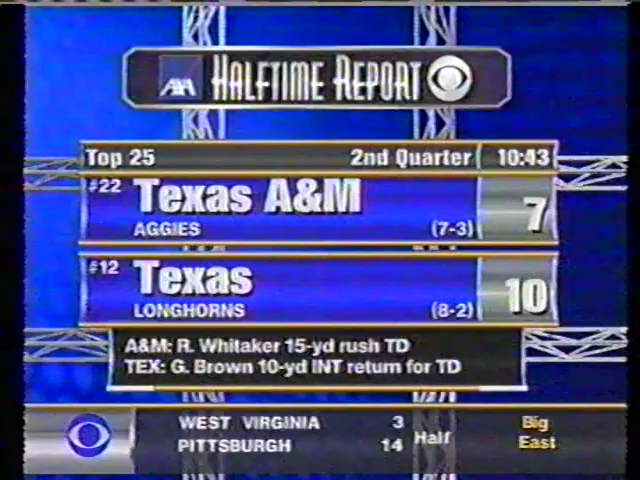 AXA HALFTIME REPORT
Top 25 2nd Quarter 10:43
#22 Texas A&M 7
AGGIES (7-3)
#12 Texas 10
LONGHORNS (8-2)
A&M: R. Whitaker 15-yd rush TD
TEX: G. Brown 10-yd INT return for TD
WEST VIRGINIA 3 Half Big
PITTSBURGH 14 East